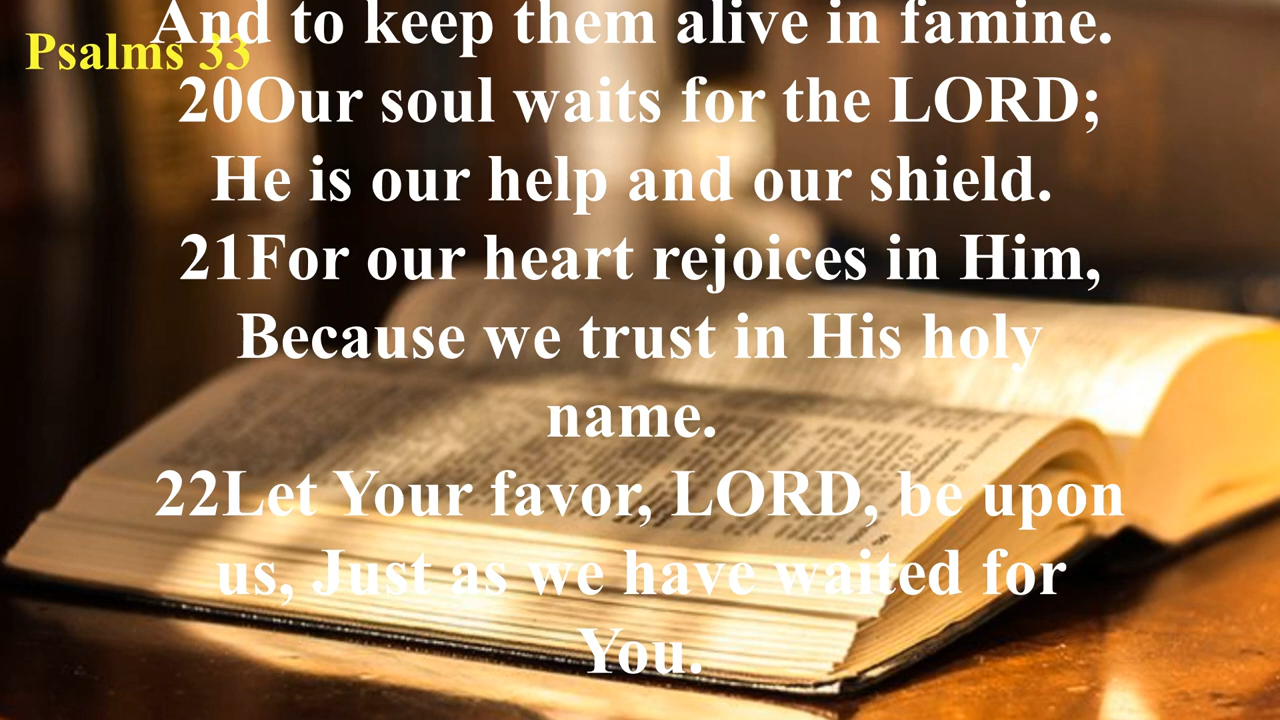 Psalms 33
And to keep them alive in famine.
20Our soul waits for the LORD;
He is our help and our shield.
21For our heart rejoices in Him,
Because we trust in His holy
name.
22Let Your favor, LORD, be upon
us, Just as we have waited for
You.